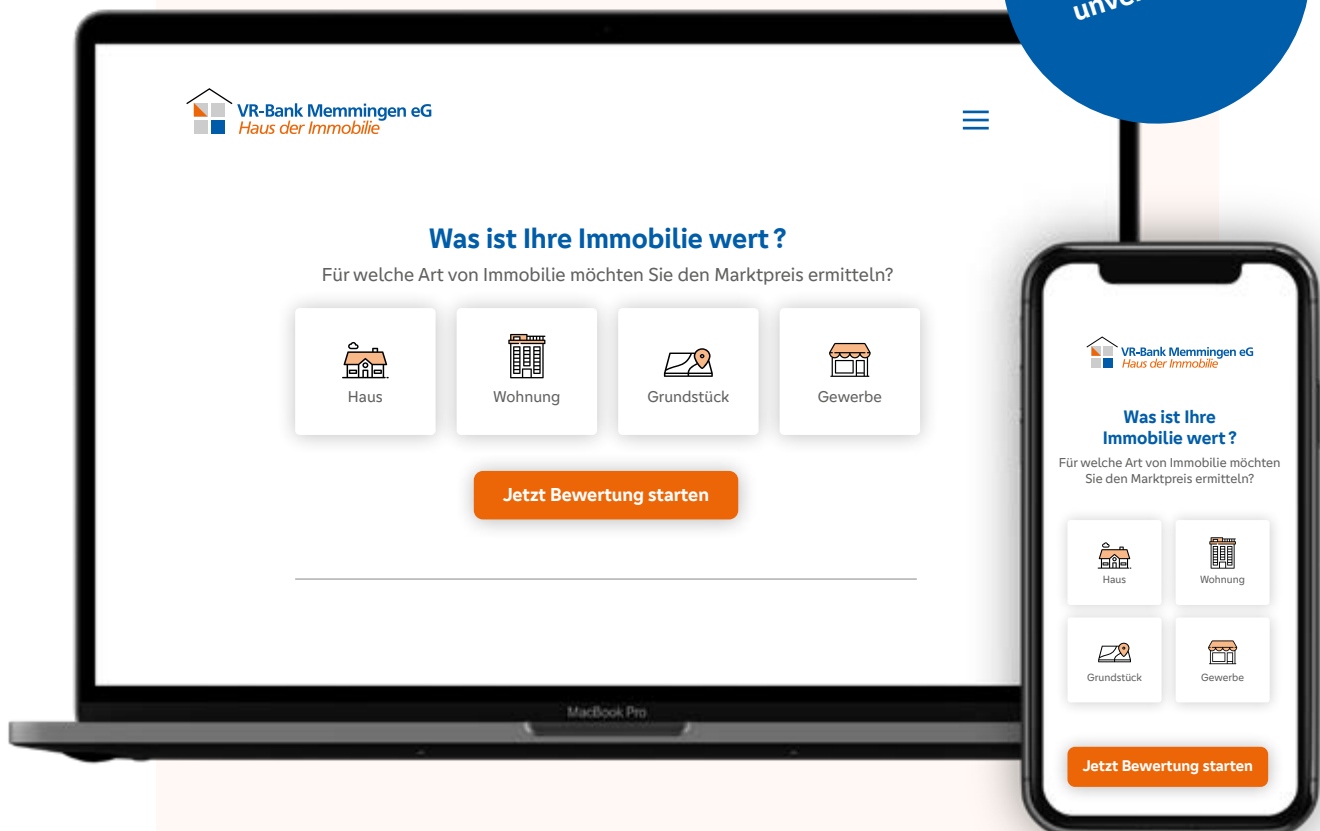 VR-Bank Memmingen eG
Haus der Immobilie
Was ist Ihre Immobilie wert ?
Für welche Art von Immobilie möchten Sie den Marktpreis ermitteln?
Haus
Wohnung
Grundstück
Gewerbe
Jetzt Bewertung starten
MacBook Pro
VR-Bank Memmingen eG
Haus der Immobilie
Was ist Ihre
Immobilie wert ?
Für welche Art von Immobilie möchten
Sie den Marktpreis ermitteln?
Haus
Wohnung
Grundstück
Gewerbe
Jetzt Bewertung starten